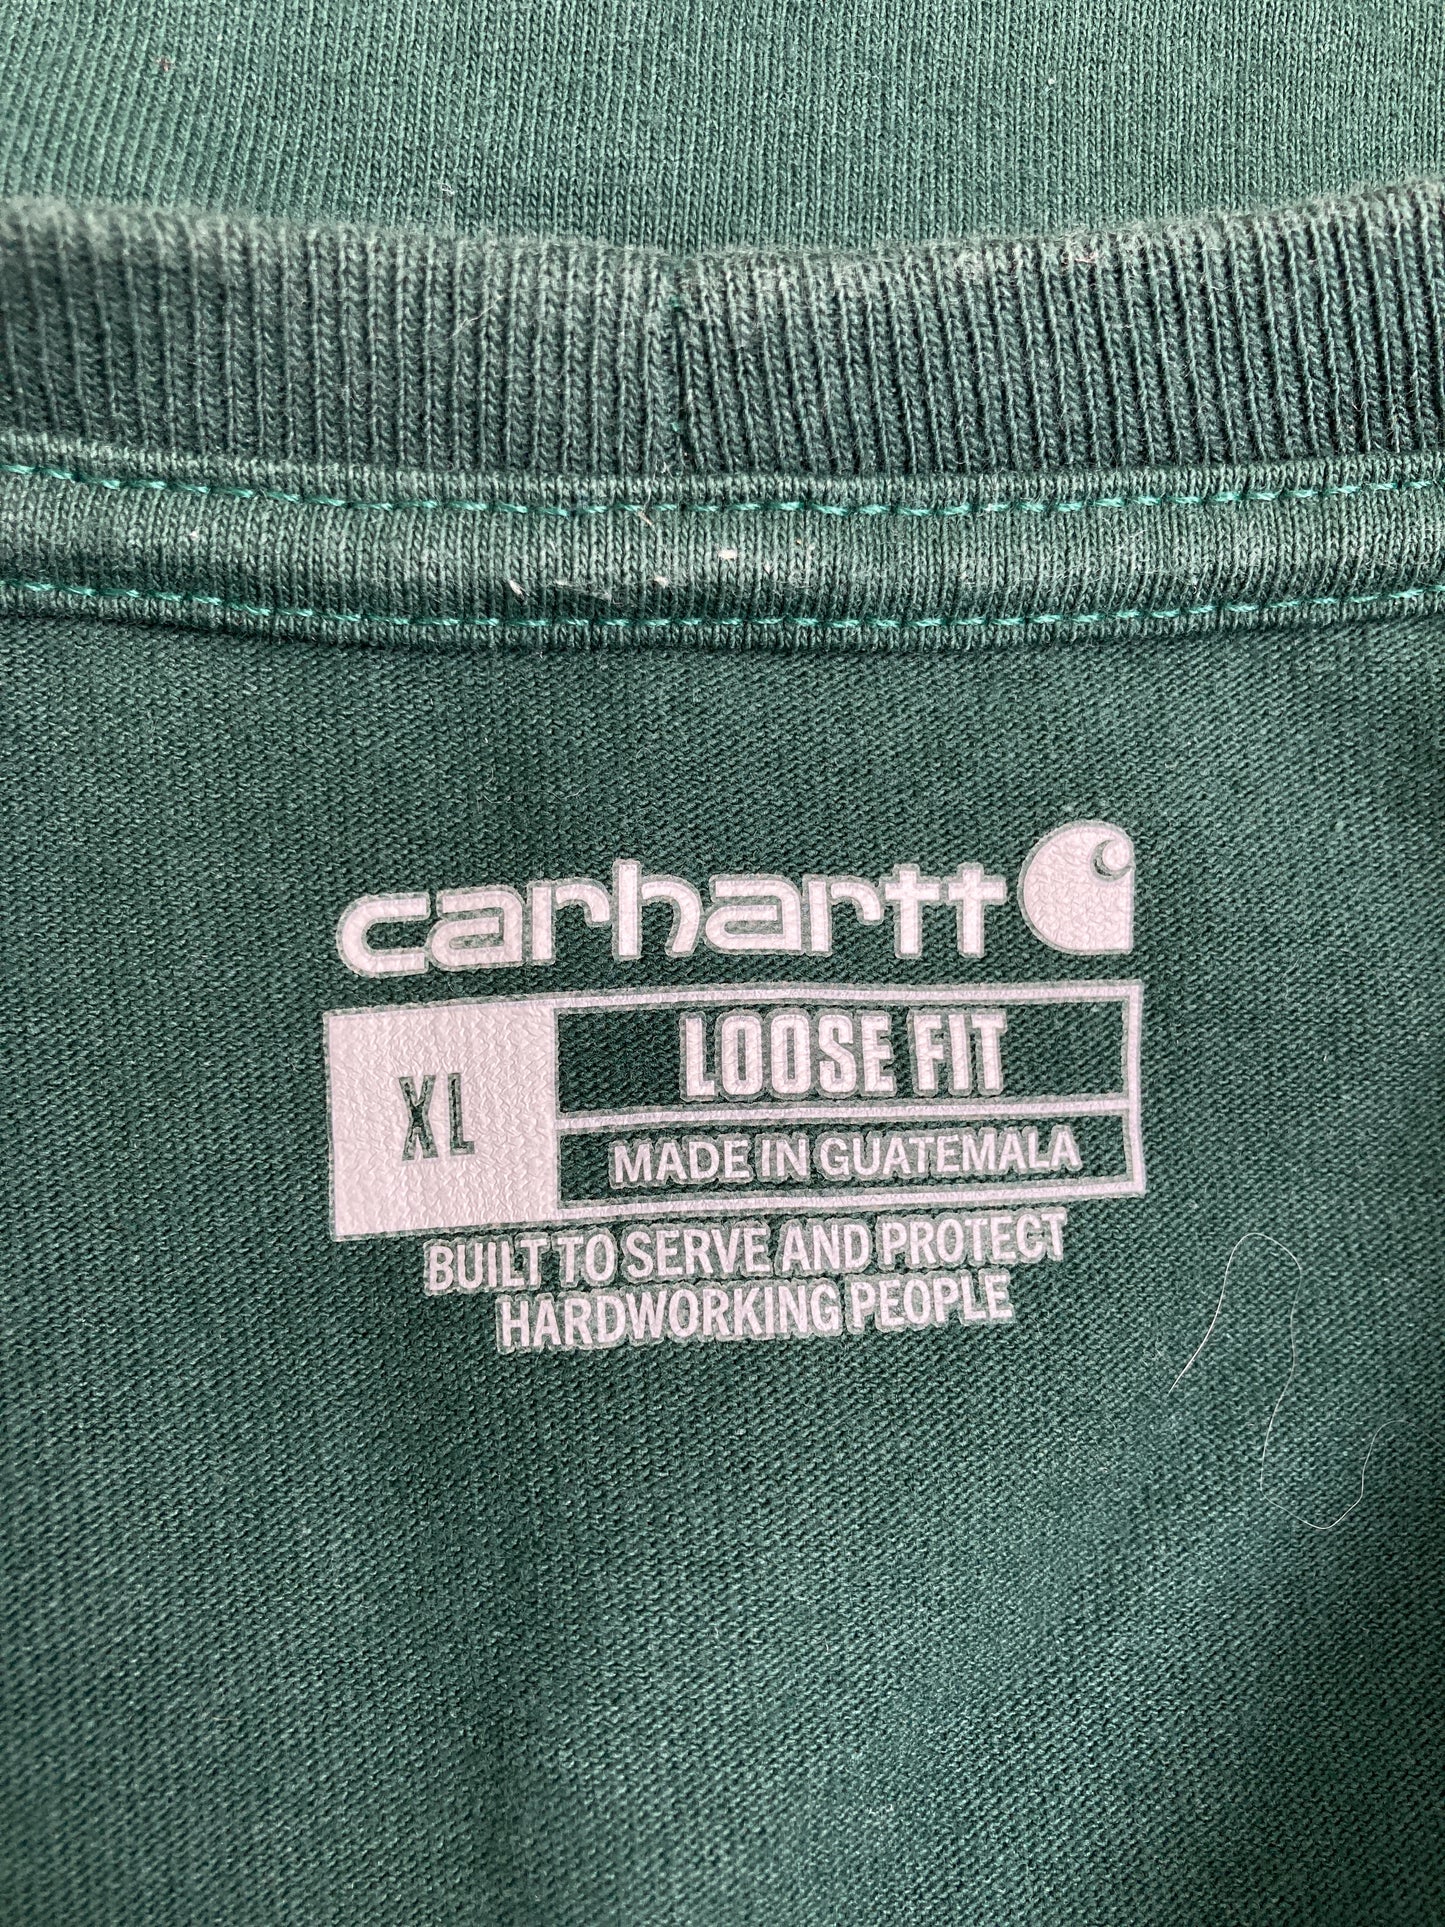 carhartt
XL
LOOSE FIT
MADE IN GUATEMALA
BUILT TO SERVE AND PROTECT
HARDWORKING PEOPLE